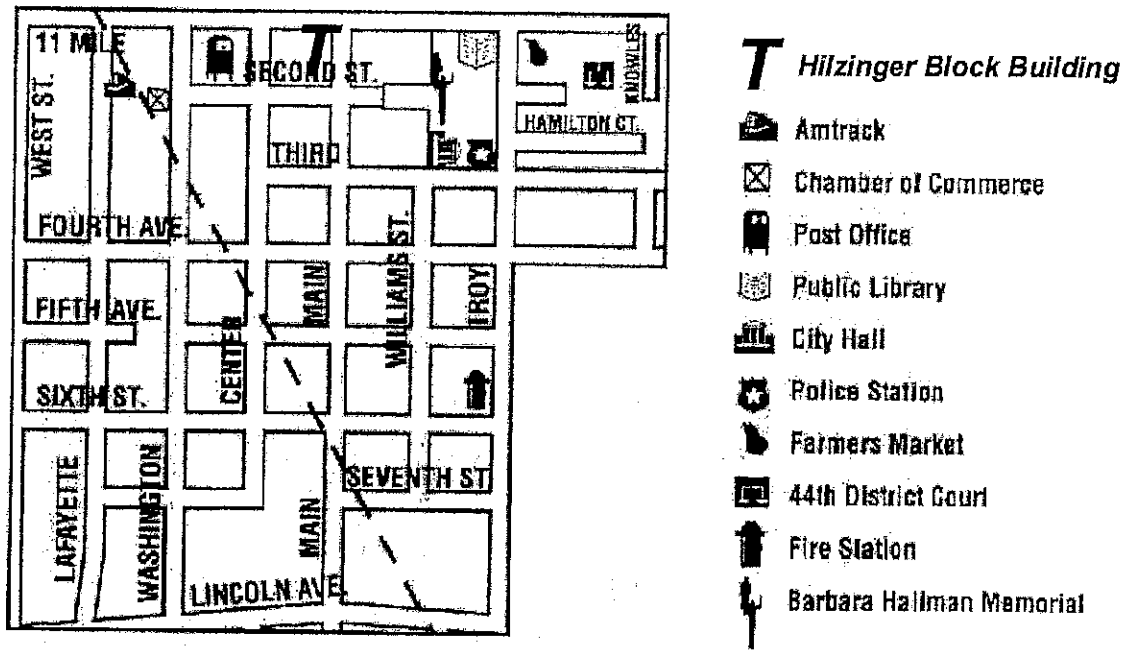 11 MILE
T
SECOND ST.
KNOWLES
WEST ST.
HAMILTON CT.
THIRD
FOURTH AVE.
WILLIAMS ST.
MAIN
TROY
FIFTH AVE.
CENTER
SIXTH ST.
LAFAYETTE
WASHINGTON
SEVENTH ST
MAIN
LINCOLN AVE.
T Hilzinger Block Building
Amtrack
Chamber of Commerce
Post Office
Public Library
City Hall
Police Station
Farmers Market
44th District Court
Fire Station
Barbara Hallman Memorial